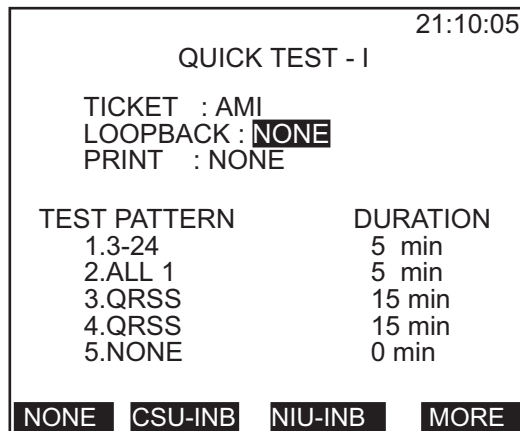 21:10:05
QUICK TEST - I
TICKET : AMI
LOOPBACK : NONE
PRINT : NONE
TEST PATTERN DURATION
1.3-24 5 min
2.ALL 1 5 min
3.QRSS 15 min
4.QRSS 15 min
5.NONE 0 min
NONE CSU-INB NIU-INB MORE